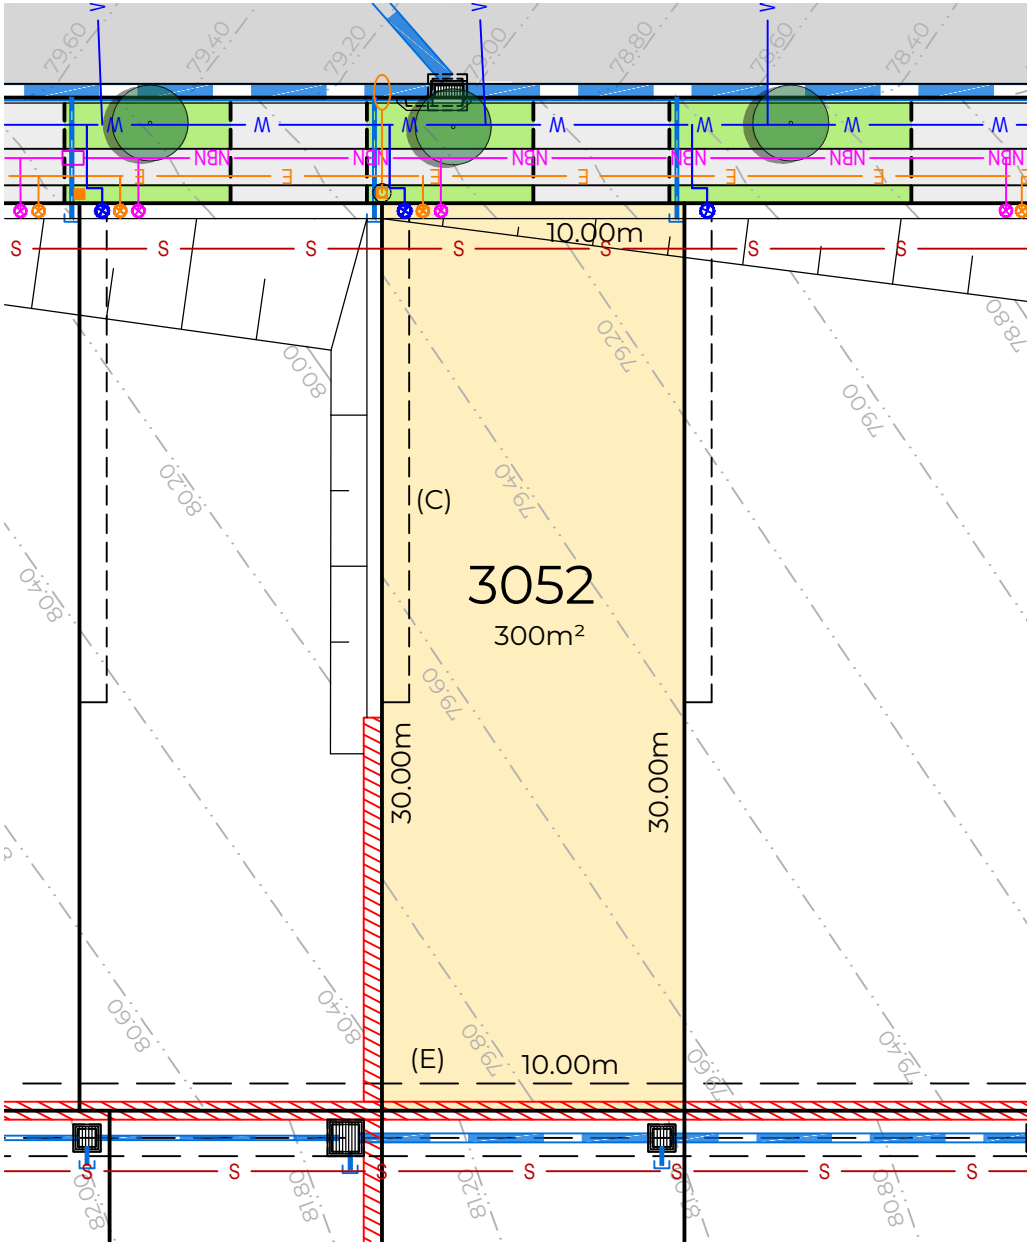 79.60
79.40
79.20
79.00
78.80
79.60
78.40
W
W
W
W
W
W
W
NBN
NBN
NBN
NBN
NBN
NBN
E
E
E
E
E
E
E
10.00m
S
S
S
S
S
S
S
78.80
79.20
80.00
79.00
80.20
79.40
(C)
3052
300m²
80.40
79.60
30.00m
30.00m
80.60
80.40
79.80
79.60
79.40
(E)
10.00m
S
S
S
S
S
S
S
82.00
81.80
81.20
80.80